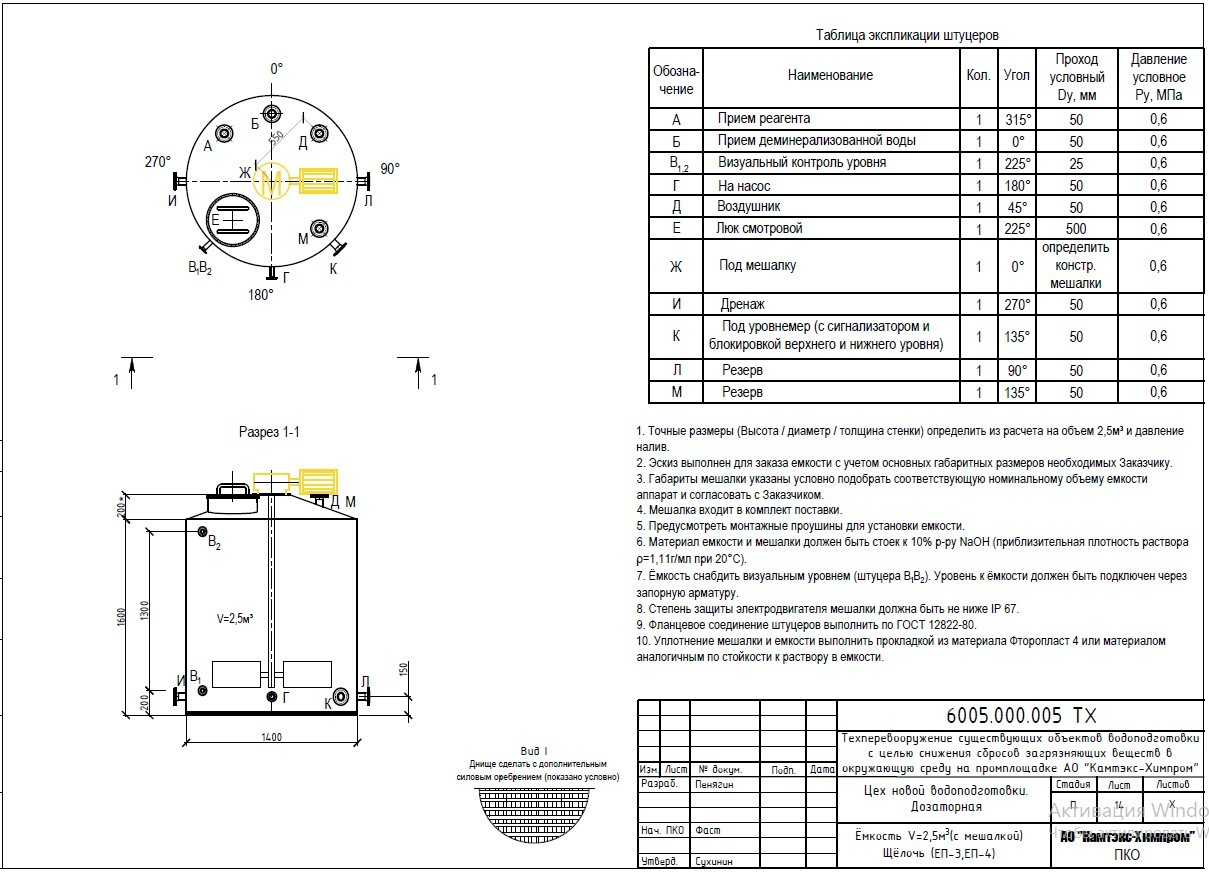 Таблица экспликации штуцеров
Обозна-
чение
Наименование
Кол.
Угол
Проход
условный
Dy, мм
Давление
условное
Ру, МПа
А Прием реагента 1 315° 50 0,6
Б Прием деминерализованной воды 1 0° 50 0,6
В1,2 Визуальный контроль уровня 1 225° 25 0,6
Г На насос 1 180° 50 0,6
Д Воздушник 1 45° 50 0,6
Е Люк смотровой 1 225° 500 0,6
Ж Под мешалку 1 0° определить
констр.
мешалки 0,6
И Дренаж 1 270° 50 0,6
К Под уровнемер (с сигнализатором и
блокировкой верхнего и нижнего уровня) 1 135° 50 0,6
Л Резерв 1 90° 50 0,6
М Резерв 1 135° 50 0,6
0°
Б
А
Д
550
270°
Ж
М
90°
И
Л
Е
М
В1В2
Г
К
180°
1
1
Разрез 1-1
200*
Д М
В2
1600
1300
V=2,5м³
И
В1
Л
150
200
Г
К
1400
Вид I
Днище сделать с дополнительным
силовым оребрением (показано условно)
1. Точные размеры (Высота / диаметр / толщина стенки) определить из расчета на объем 2,5м³ и давление
налив.
2. Эскиз выполнен для заказа емкости с учетом основных габаритных размеров необходимых Заказчику.
3. Габариты мешалки указаны условно подобрать соответствующую номинальному объему емкости
аппарат и согласовать с Заказчиком.
4. Мешалка входит в комплект поставки.
5. Предусмотреть монтажные проушины для установки емкости.
6. Материал емкости и мешалки должен быть стоек к 10% р-ру NaOH (приблизительная плотность раствора
ρ=1,11г/мл при 20°С).
7. Ёмкость снабдить визуальным уровнем (штуцера В1В2). Уровень к ёмкости должен быть подключен через
запорную арматуру.
8. Степень защиты электродвигателя мешалки должна быть не ниже IP 67.
9. Фланцевое соединение штуцеров выполнить по ГОСТ 12822-80.
10. Уплотнение мешалки и емкости выполнить прокладкой из материала Фторопласт 4 или материалом
аналогичным по стойкости к раствору в емкости.
6005.000.005 ТХ
Техперевооружение существующих объектов водоподготовки
с целью снижения сбросов загрязняющих веществ в
окружающую среду на промплощадке АО "Камтэкс-Химпром"
Изм. Лист № докум. Подп. Дата
Разраб. Пенягин
Нач. ПКО Фаст
Утверд. Сухинин
Цех новой водоподготовки.
Дозаторная
Стадия Лист Листов
П 14 Х
Ёмкость V=2,5м³(с мешалкой)
Щёлочь (ЕП-3,ЕП-4)
АО "Камтэкс-Химпром"
ПКО
Активация Windo